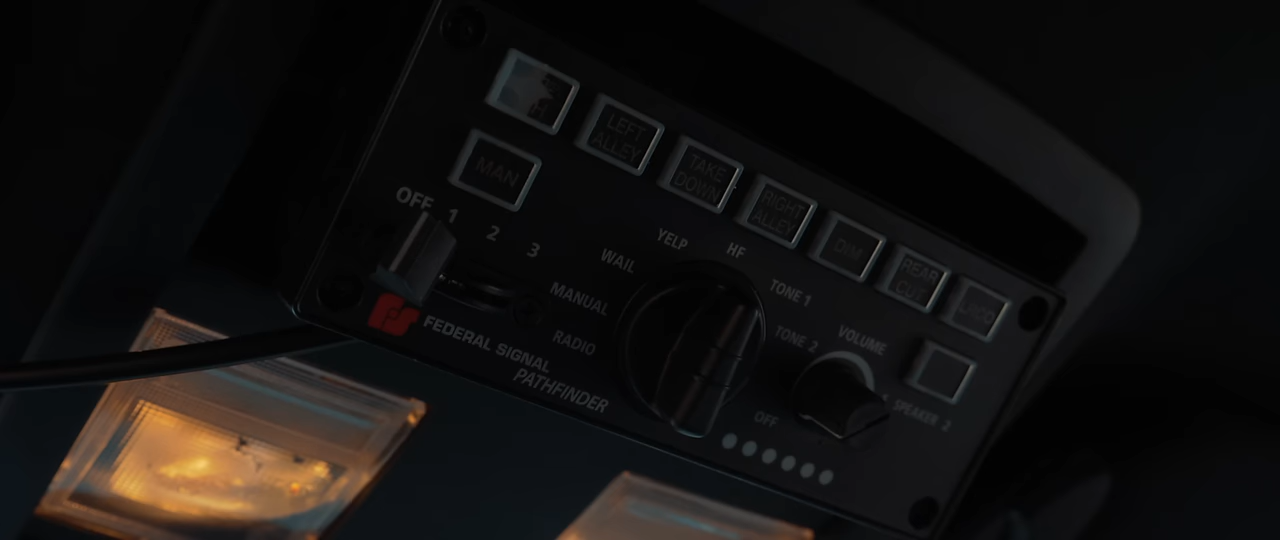 LEFT
ALLEY
TAKE
DOWN
RIGHT
ALLEY
DIM
REAR
CUT
MAN
OFF 1 2 3
WAIL
YELP
HF
TONE 1
TONE 2
MANUAL
RADIO
VOLUME
OFF
SPEAKER 2
FEDERAL SIGNAL
PATHFINDER